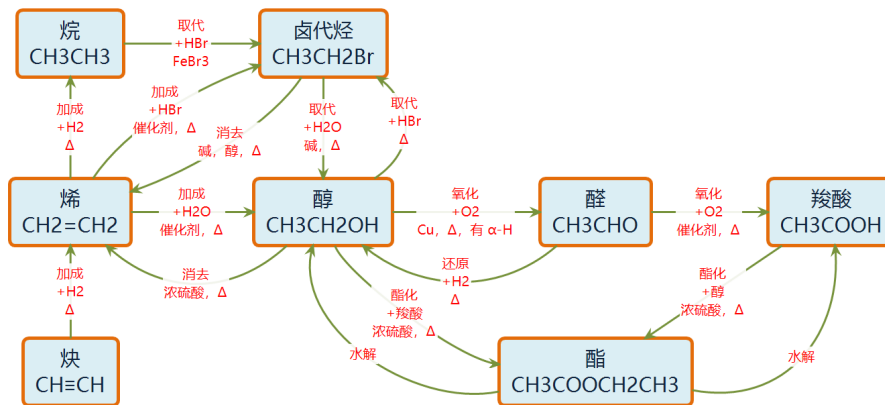 烷
CH3CH3
取代
+HBr
FeBr3
卤代烃
CH3CH2Br
加成
+H2
Δ
加成
+HBr
催化剂，Δ
消去
碱，醇，Δ
取代
+H2O
碱，Δ
取代
+HBr
Δ
烯
CH2=CH2
加成
+H2O
催化剂，Δ
醇
CH3CH2OH
氧化
+O2
Cu，Δ，有 α-H
醛
CH3CHO
氧化
+O2
催化剂，Δ
羧酸
CH3COOH
加成
+H2
Δ
消去
浓硫酸，Δ
还原
+H2
Δ
酯化
+羧酸
浓硫酸，Δ
酯化
+醇
浓硫酸，Δ
炔
CH≡CH
水解
酯
CH3COOCH2CH3
水解